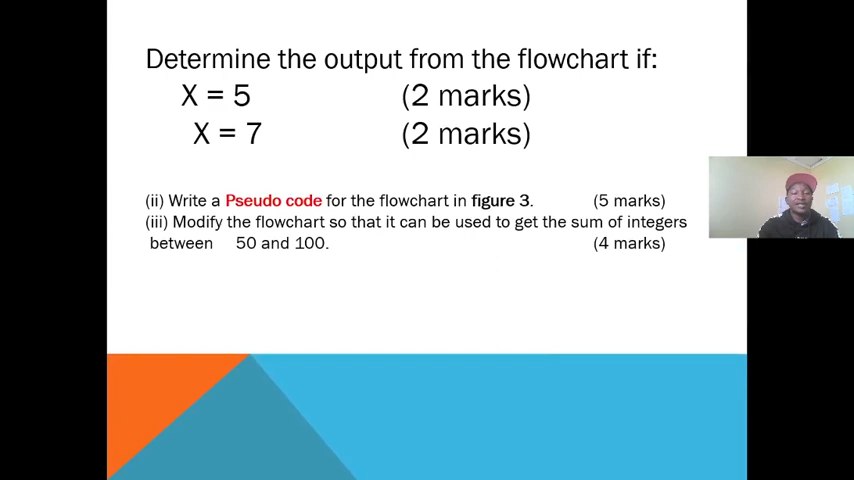 Determine the output from the flowchart if:
X = 5 (2 marks)
X = 7 (2 marks)
(ii) Write a Pseudo code for the flowchart in figure 3. (5 marks)
(iii) Modify the flowchart so that it can be used to get the sum of integers
between 50 and 100. (4 marks)